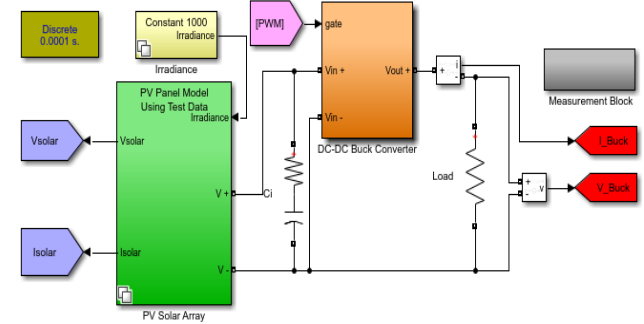 Discrete
0.0001 s.
Constant 1000
Irradiance
Irradiance
[PWM]
gate
Vin +
Vout +
Vin -
DC-DC Buck Converter
+
i
-
Measurement Block
PV Panel Model
Using Test Data
Irradiance
Vsolar
Vsolar
V +
Ci
Isolar
Isolar
V -
PV Solar Array
Load
I_Buck
+
-
v
V_Buck